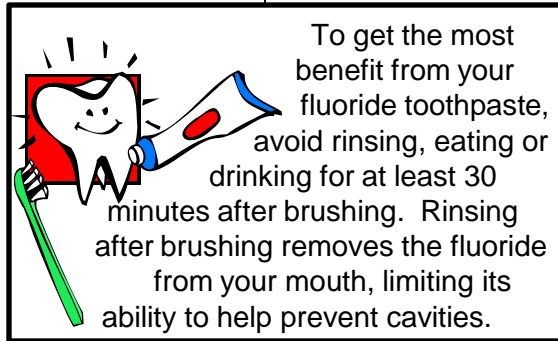 To get the most
benefit from your
fluoride toothpaste,
avoid rinsing, eating or
drinking for at least 30
minutes after brushing.  Rinsing
after brushing removes the fluoride
from your mouth, limiting its
ability to help prevent cavities.